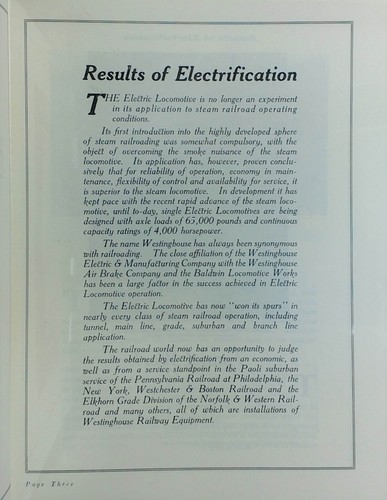 Results of Electrification
THE Electric Locomotive is no longer an experiment
in its application to steam railroad operating
conditions.
Its first introduction into the highly developed sphere
of steam railroading was somewhat compulsory, with the
object of overcoming the smoke nuisance of the steam
locomotive. Its application has, however, proven conclu-
sively that for reliability of operation, economy in main-
tenance, flexibility of control and availability for service, it
is superior to the steam locomotive. In development it has
kept pace with the recent rapid advance of the steam loco-
motive, until to-day, single Electric Locomotives are being
designed with axle loads of 65,000 pounds and continuous
capacity ratings of 4,000 horsepower.
The name Westinghouse has always been synonymous
with railroading. The close affiliation of the Westinghouse
Electric & Manufacturing Company with the Westinghouse
Air Brake Company and the Baldwin Locomotive Works
has been a large factor in the success achieved in Electric
Locomotive operation.
The Electric Locomotive has now "won its spurs" in
nearly every class of steam railroad operation, including
tunnel, main line, grade, suburban and branch line
application.
The railroad world now has an opportunity to judge
the results obtained by electrification from an economic, as
well as from a service standpoint in the Paoli suburban
service of the Pennsylvania Railroad at Philadelphia, the
New York, Westchester & Boston Railroad and the
Elkhorn Grade Division of the Norfolk & Western Rail-
road and many others, all of which are installations of
Westinghouse Railway Equipment.
Page Three